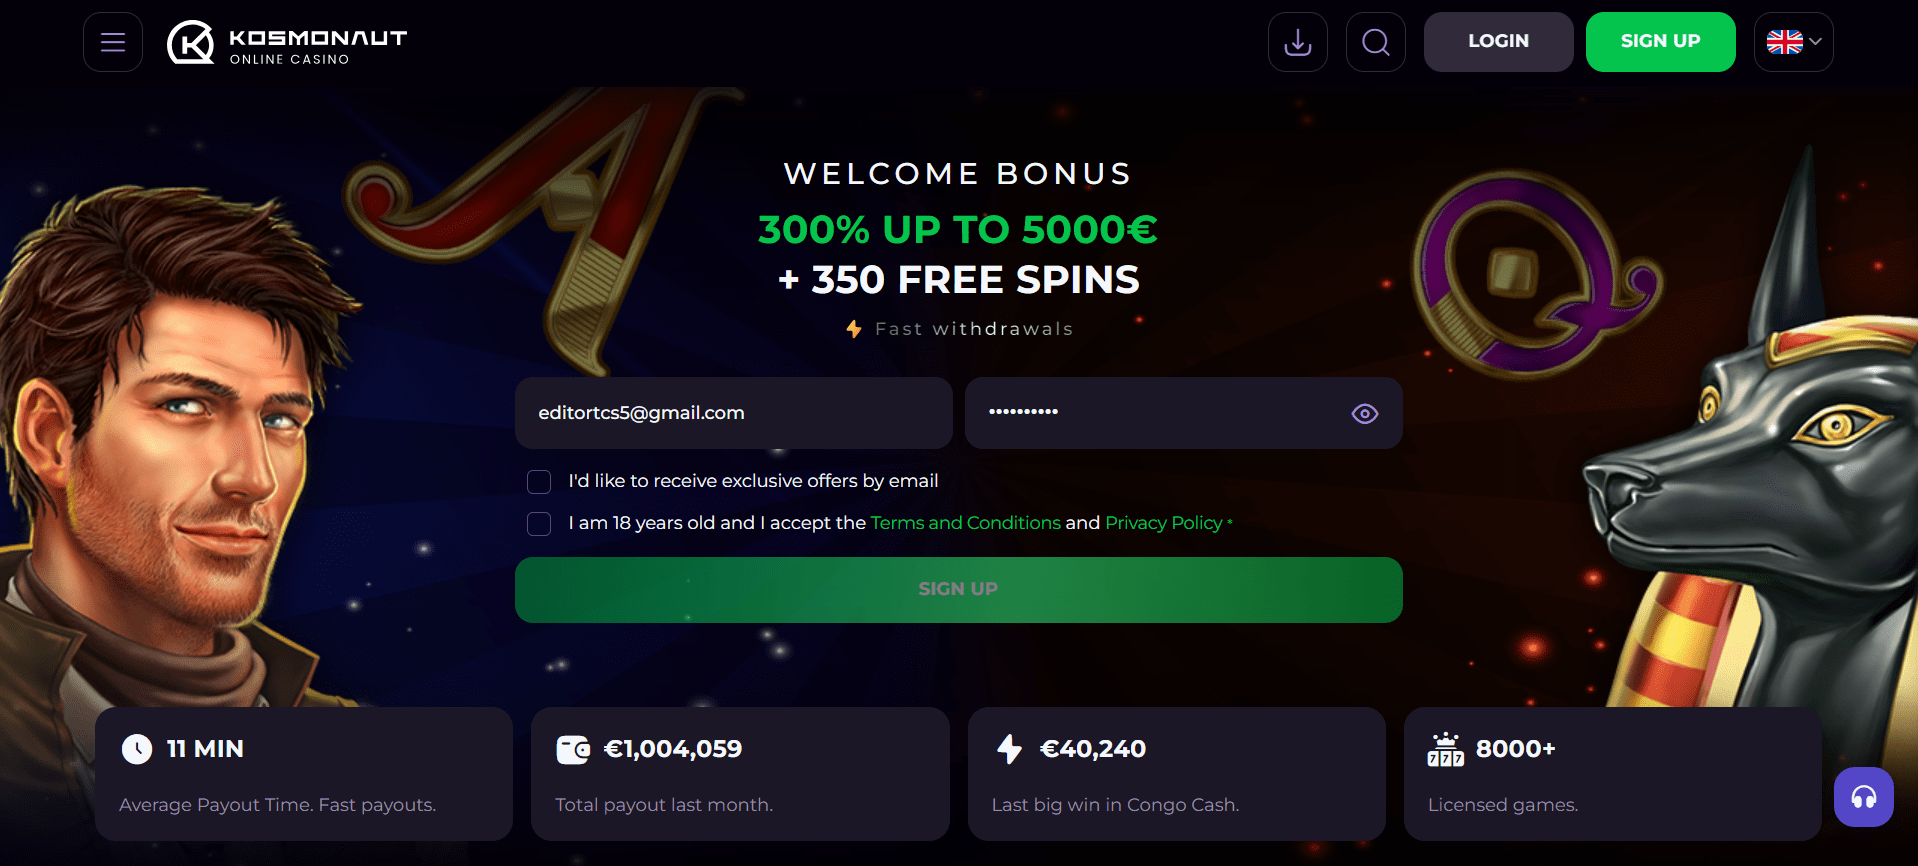 KOSMONAUT
ONLINE CASINO
LOGIN
SIGN UP
WELCOME BONUS
300% UP TO 5000€
+ 350 FREE SPINS
Fast withdrawals
editortcs5@gmail.com
••••••••••
I'd like to receive exclusive offers by email
I am 18 years old and I accept the Terms and Conditions and Privacy Policy *
SIGN UP
11 MIN
Average Payout Time. Fast payouts.
€1,004,059
Total payout last month.
€40,240
Last big win in Congo Cash.
777
8000+
Licensed games.